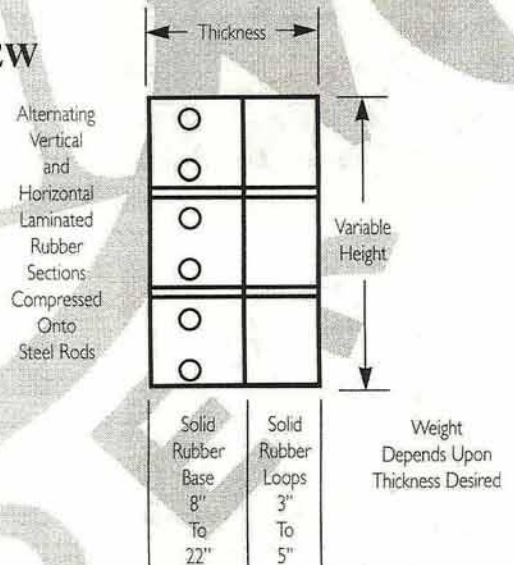 Thickness
Alternating
Vertical
and
Horizontal
Laminated
Rubber
Sections
Compressed
Onto
Steel Rods
Variable
Height
Solid
Rubber
Base
8"
To
22"
Solid
Rubber
Loops
3"
To
5"
Weight
Depends Upon
Thickness Desired